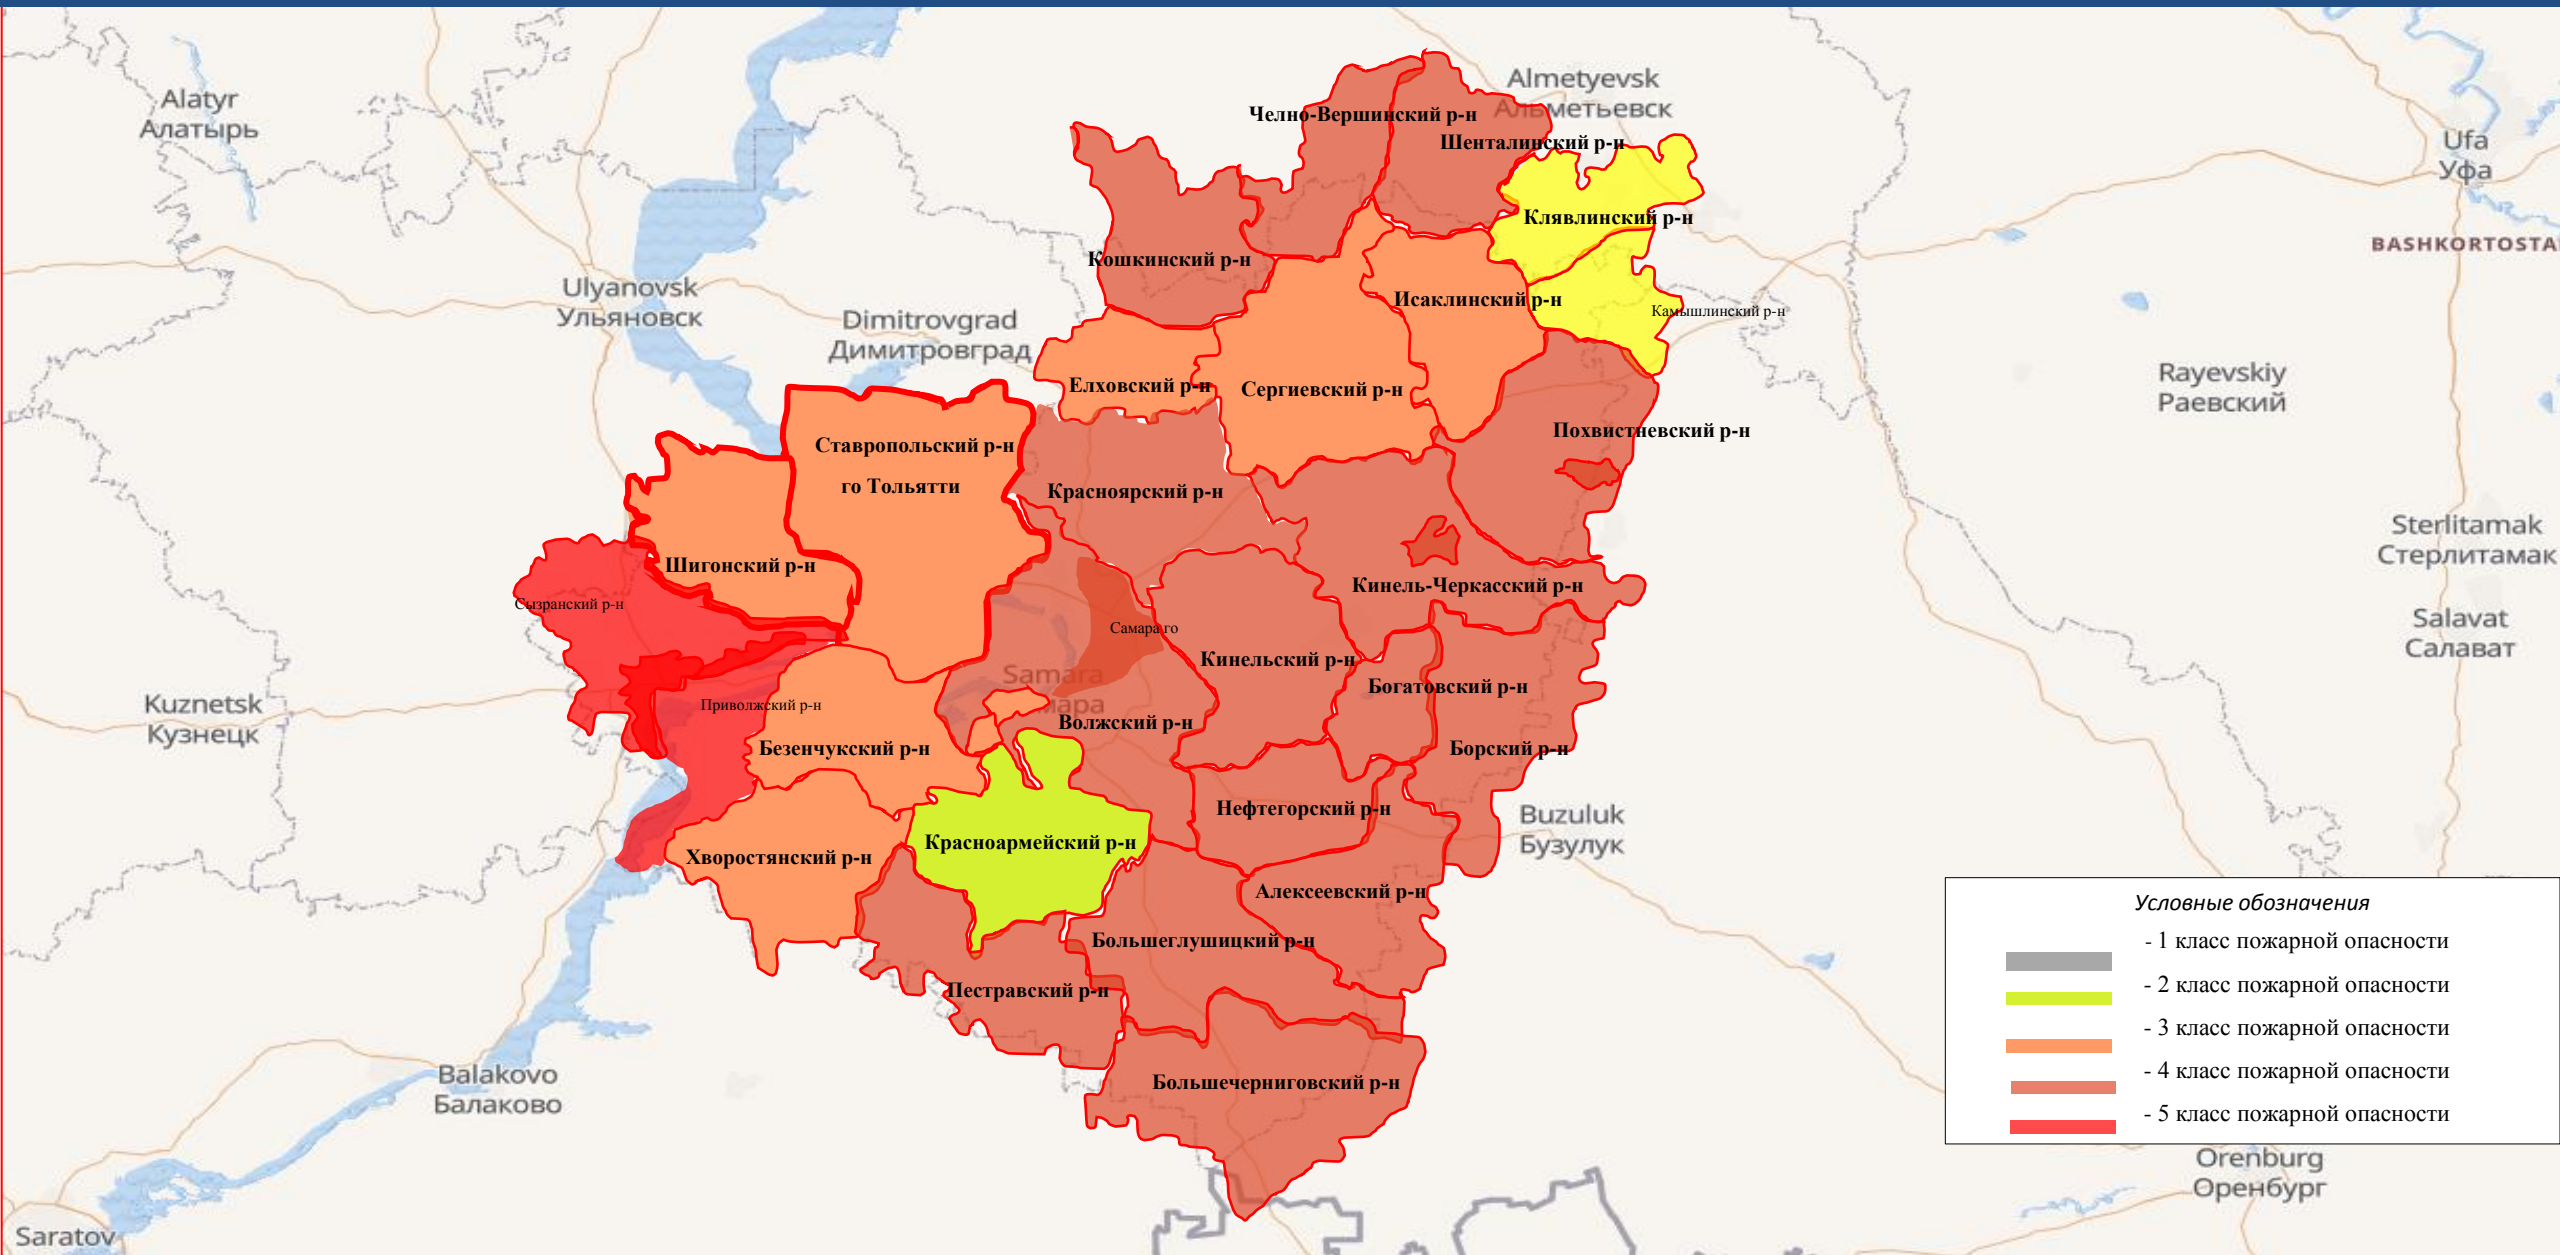 Almetyevsk
Альметьевск
Alatyr
Алатырь
Челно-Вершинский р-н
Шенталинский р-н
Ufa
Уфа
Клявлинский р-н
BASHKORTOSTA
Кошкинский р-н
Ulyanovsk
Ульяновск
Исаклинский р-н
Камышлинский р-н
Dimitrovgrad
Димитровград
Елховский р-н
Сергиевский р-н
Rayevskiy
Раевский
Похвистневский р-н
Ставропольский р-н
го Тольятти
Красноярский р-н
Sterlitamak
Стерлитамак
Шигонский р-н
Кинель-Черкасский р-н
Сызранский р-н
Самара го
Salavat
Салават
Кинельский р-н
Samara
Самара
Богатовский р-н
Kuznetsk
Кузнецк
Приволжский р-н
Волжский р-н
Безенчукский р-н
Борский р-н
Нефтегорский р-н
Buzuluk
Бузулук
Красноармейский р-н
Хворостянский р-н
Алексеевский р-н
Большеглушицкий р-н
Пестравский р-н
Условные обозначения
- 1 класс пожарной опасности
- 2 класс пожарной опасности
- 3 класс пожарной опасности
- 4 класс пожарной опасности
- 5 класс пожарной опасности
Balakovo
Балаково
Большечерниговский р-н
Orenburg
Оренбург
Saratov